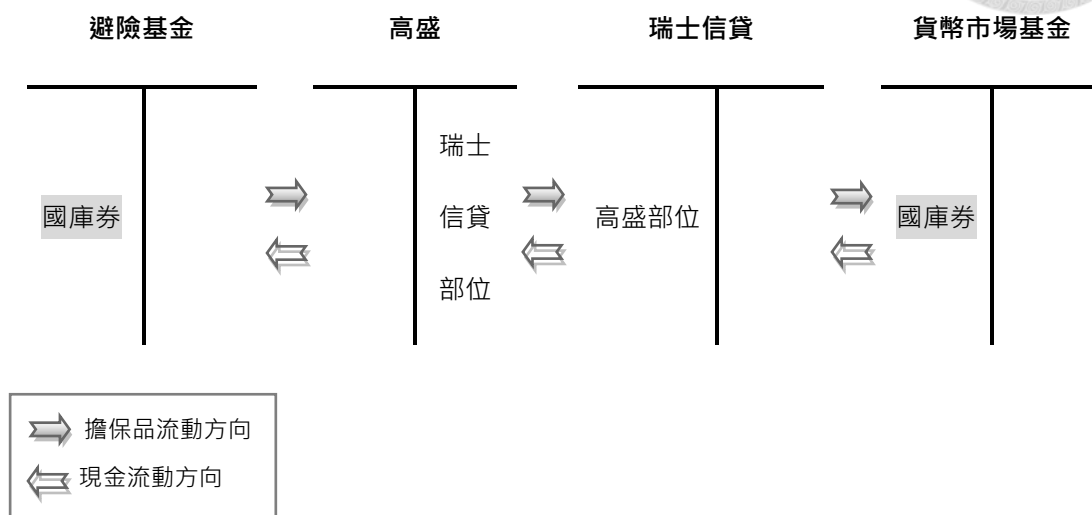 避險基金 高盛 瑞士信貸 貨幣市場基金
瑞士
國庫券 信貸 高盛部位 國庫券
部位
擔保品流動方向
現金流動方向